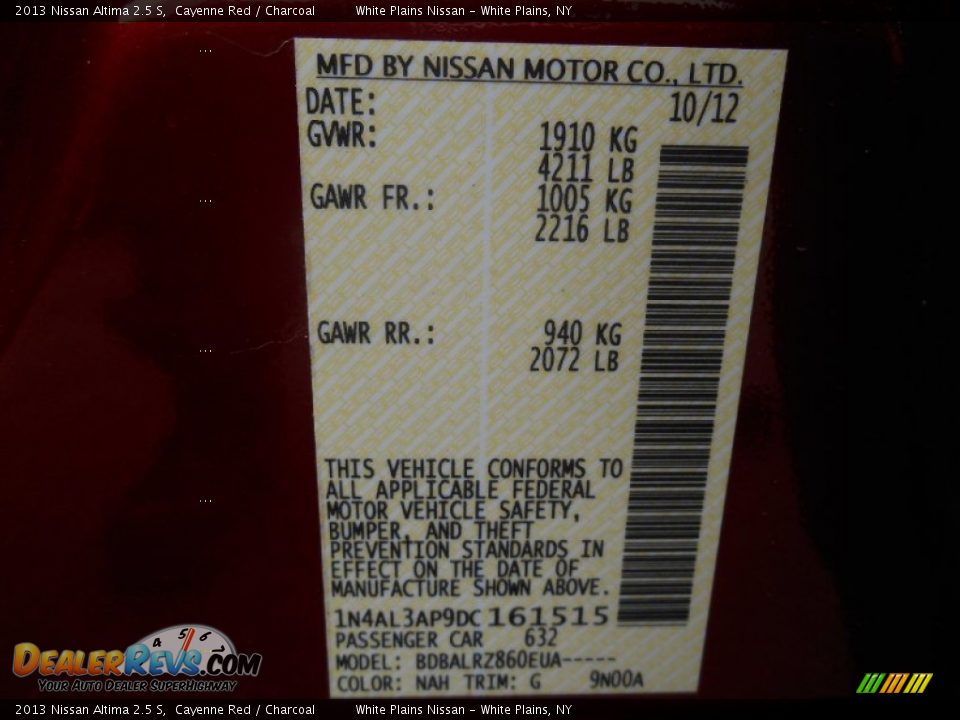 2013 Nissan Altima 2.5 S, Cayenne Red / Charcoal White Plains Nissan - White Plains, NY
MFD BY NISSAN MOTOR CO., LTD.
DATE: 10/12
GVWR: 1910 KG
4211 LB
GAWR FR.: 1005 KG
2216 LB
GAWR RR.: 940 KG
2072 LB
THIS VEHICLE CONFORMS TO
ALL APPLICABLE FEDERAL
MOTOR VEHICLE SAFETY,
BUMPER, AND THEFT
PREVENTION STANDARDS IN
EFFECT ON THE DATE OF
MANUFACTURE SHOWN ABOVE.
1N4AL3AP9DC161515
PASSENGER CAR 632
MODEL: BDBALRZ860EUA-----
COLOR: NAH TRIM: G 9N00A
4 5 6
DEALERREVS.COM
YOUR AUTO DEALER SUPERHIGHWAY
2013 Nissan Altima 2.5 S, Cayenne Red / Charcoal White Plains Nissan - White Plains, NY